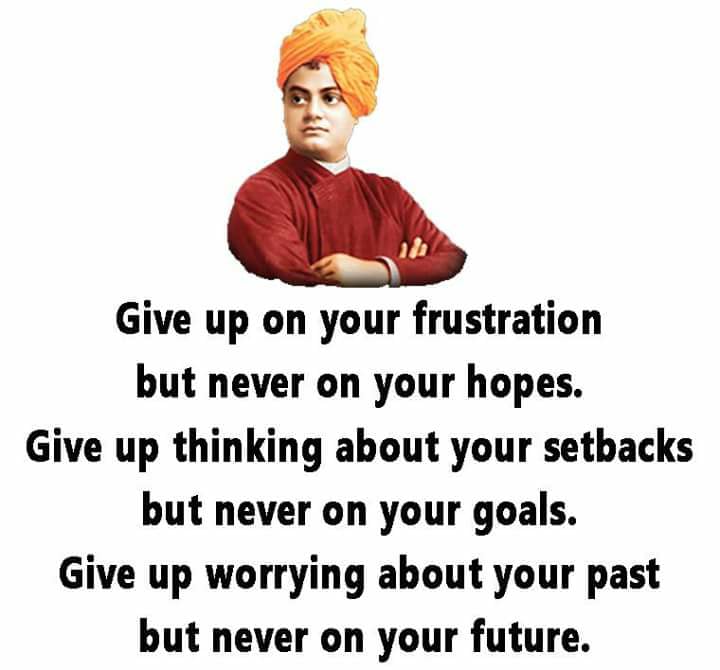 Give up on your frustration
but never on your hopes.
Give up thinking about your setbacks
but never on your goals.
Give up worrying about your past
but never on your future.